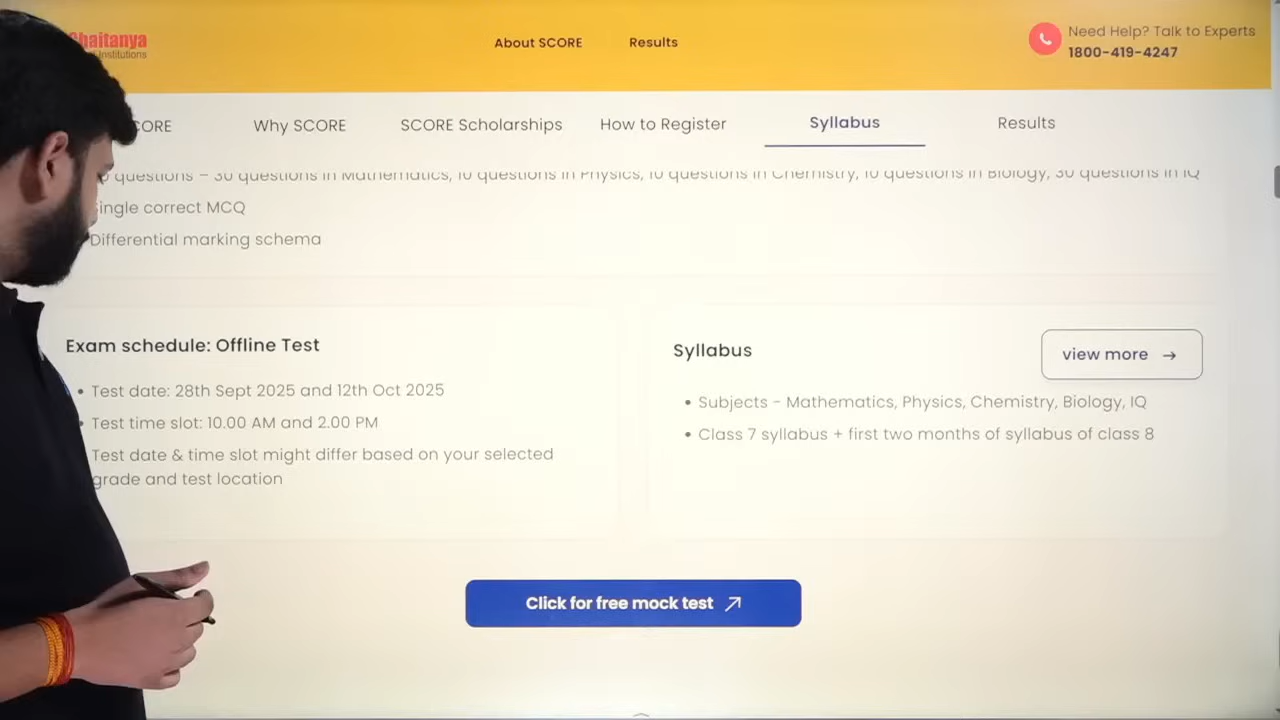 Chaitanya
Institutions
About SCORE
Results
Need Help? Talk to Experts
1800-419-4247
CORE
Why SCORE
SCORE Scholarships
How to Register
Syllabus
Results
questions – 30 questions in Mathematics, 10 questions in Physics, 10 questions in Chemistry, 10 questions in Biology, 30 questions in IQ
ingle correct MCQ
Differential marking schema
Exam schedule: Offline Test
• Test date: 28th Sept 2025 and 12th Oct 2025
• Test time slot: 10.00 AM and 2.00 PM
Test date & time slot might differ based on your selected
grade and test location
Syllabus
view more →
• Subjects - Mathematics, Physics, Chemistry, Biology, IQ
• Class 7 syllabus + first two months of syllabus of class 8
Click for free mock test